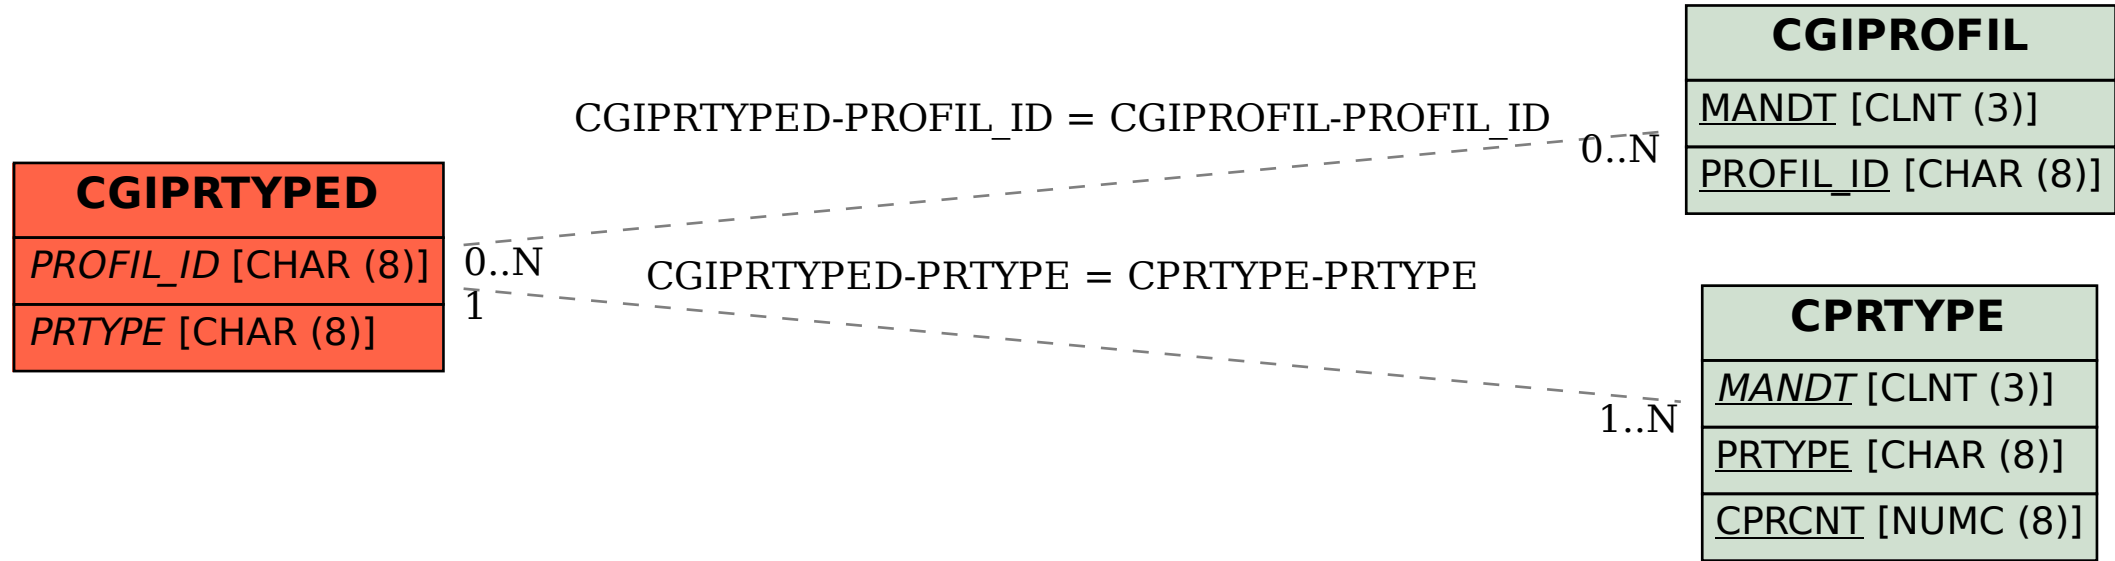 CGIPROFIL
MANDT [CLNT (3)]
PROFIL_ID [CHAR (8)]
CGIPRTYPED-PROFIL_ID = CGIPROFIL-PROFIL_ID
0..N
CGIPRTYPED
PROFIL_ID [CHAR (8)]
PRTYPE [CHAR (8)]
0..N
1
CGIPRTYPED-PRTYPE = CPRTYPE-PRTYPE
1..N
CPRTYPE
MANDT [CLNT (3)]
PRTYPE [CHAR (8)]
CPRCNT [NUMC (8)]